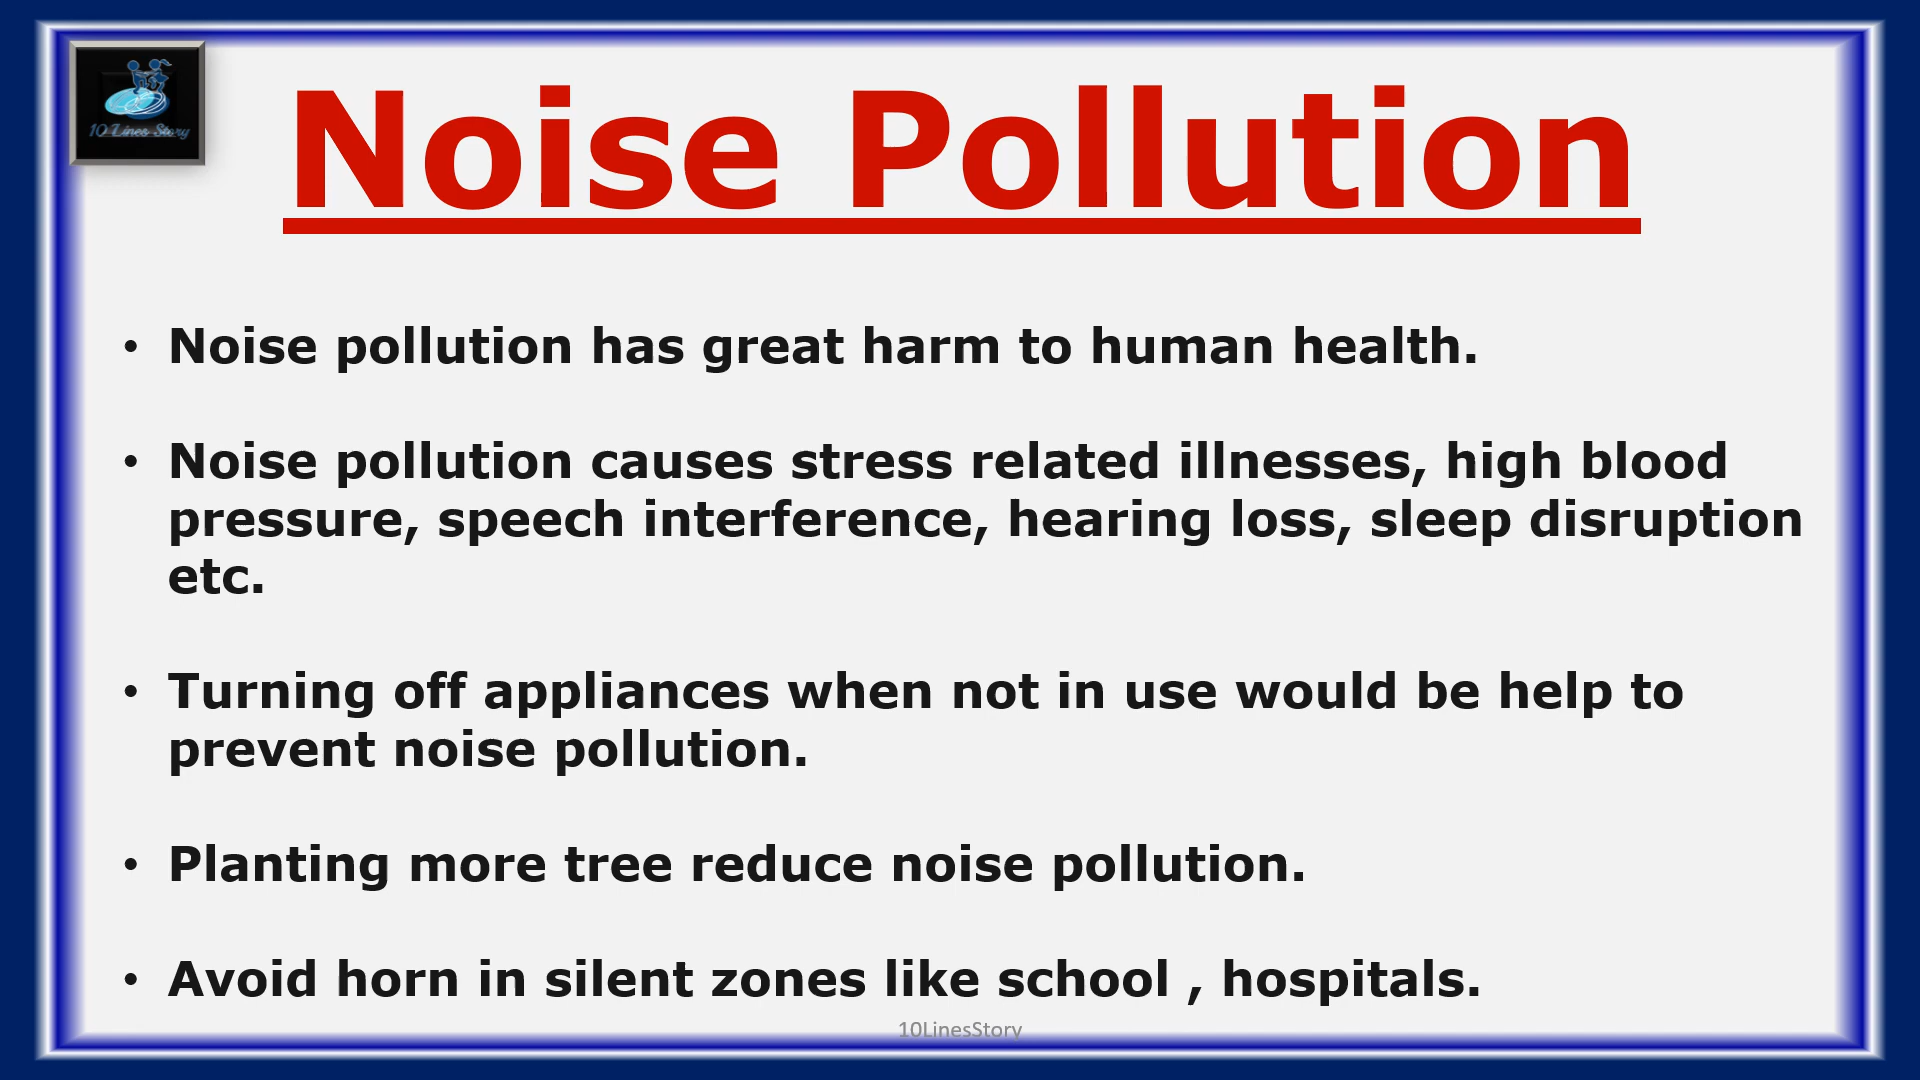 10 Lines Story
Noise Pollution
• Noise pollution has great harm to human health.
• Noise pollution causes stress related illnesses, high blood
pressure, speech interference, hearing loss, sleep disruption
etc.
• Turning off appliances when not in use would be help to
prevent noise pollution.
• Planting more tree reduce noise pollution.
• Avoid horn in silent zones like school , hospitals.
10LinesStory